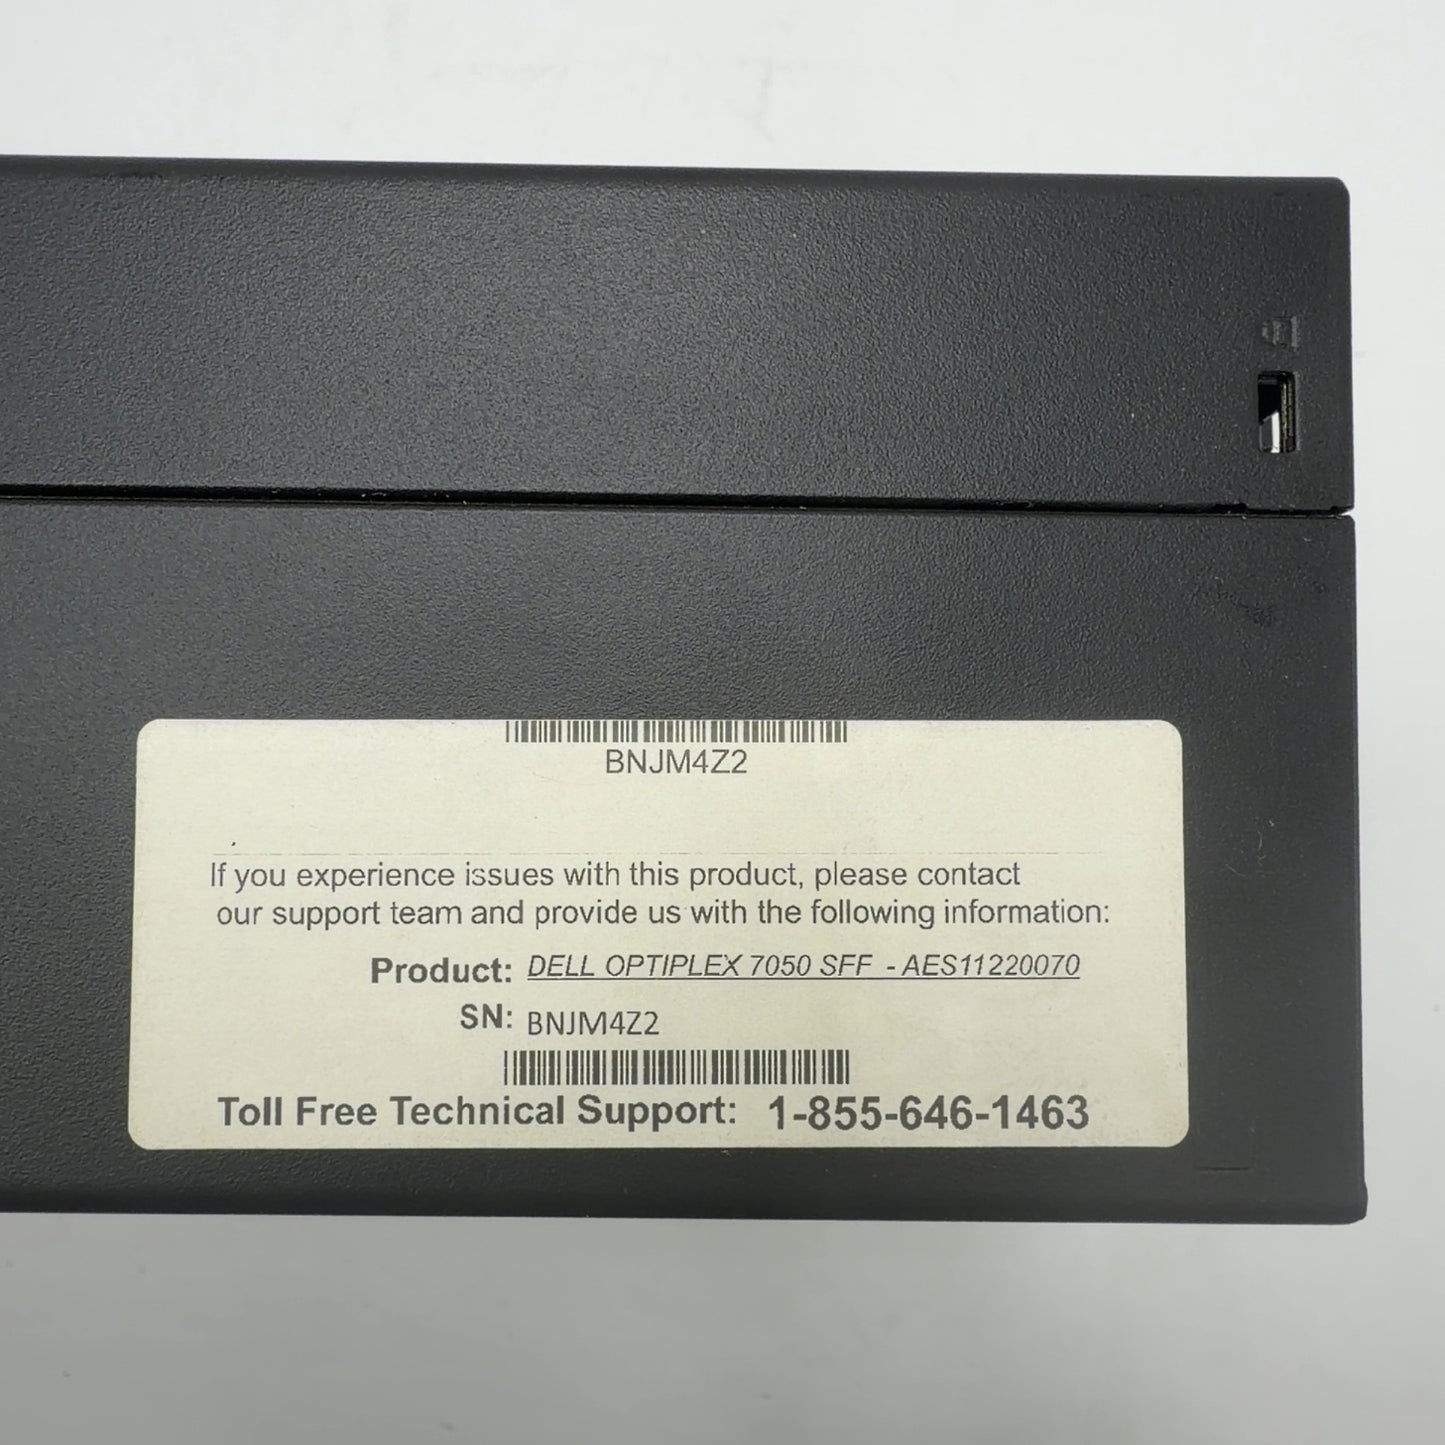 BNJM4Z2
If you experience issues with this product, please contact
our support team and provide us with the following information:
Product: DELL OPTIPLEX 7050 SFF - AES11220070
SN: BNJM4Z2
Toll Free Technical Support: 1-855-646-1463